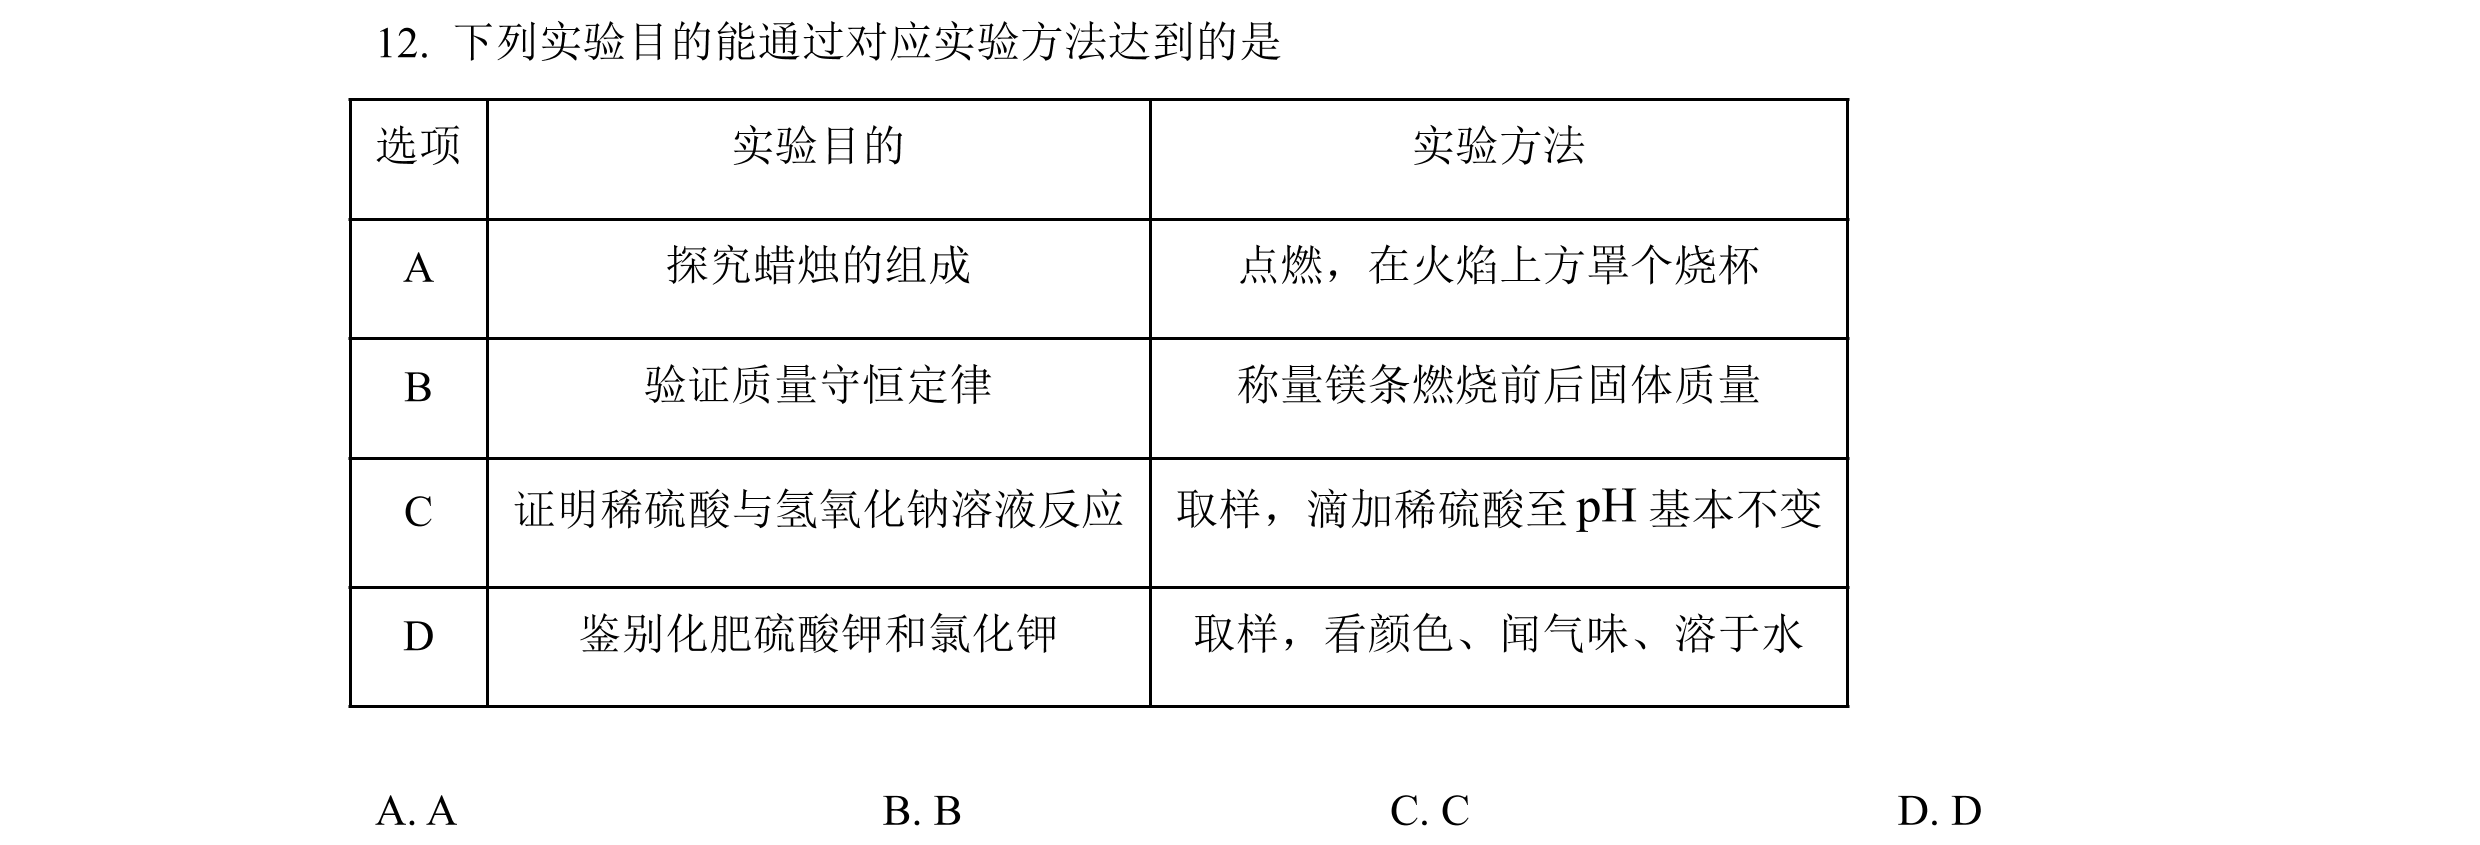 12. 下列实验目的能通过对应实验方法达到的是
选项 实验目的 实验方法
A 探究蜡烛的组成 点燃，在火焰上方罩个烧杯
B 验证质量守恒定律 称量镁条燃烧前后固体质量
C 证明稀硫酸与氢氧化钠溶液反应 取样，滴加稀硫酸至 pH 基本不变
D 鉴别化肥硫酸钾和氯化钾 取样，看颜色、闻气味、溶于水
A. A B. B C. C D. D